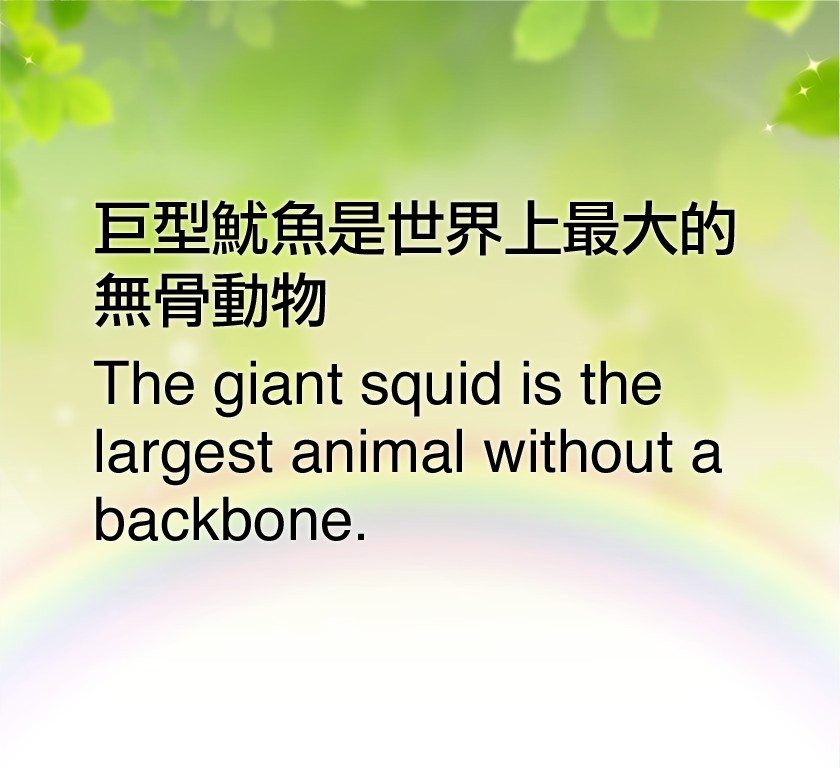 巨型魷魚是世界上最大的
無骨動物
The giant squid is the
largest animal without a
backbone.